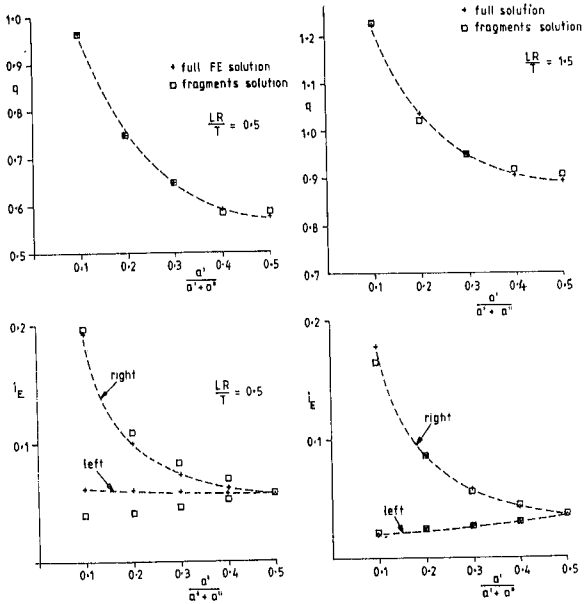 1·0
0·9
q
0·8
0·7
0·6
0·5
+ full FE solution
□ fragments solution
LR
T
= 0·5
0·1
0·2
0·3
0·4
0·5
a'
a' + a"
+ full solution
□ fragments solution
LR
T
= 1·5
1·2
1·1
q
1·0
0·9
0·8
0·7
0·1
0·2
0·3
0·4
0·5
a'
a' + a"
0·2
iE
0·1
right
left
LR
T
= 0·5
0·1
0·2
0·3
0·4
0·5
a'
a' + a"
0·2
iE
0·1
right
left
0·1
0·2
0·3
0·4
0·5
a'
a' + a"